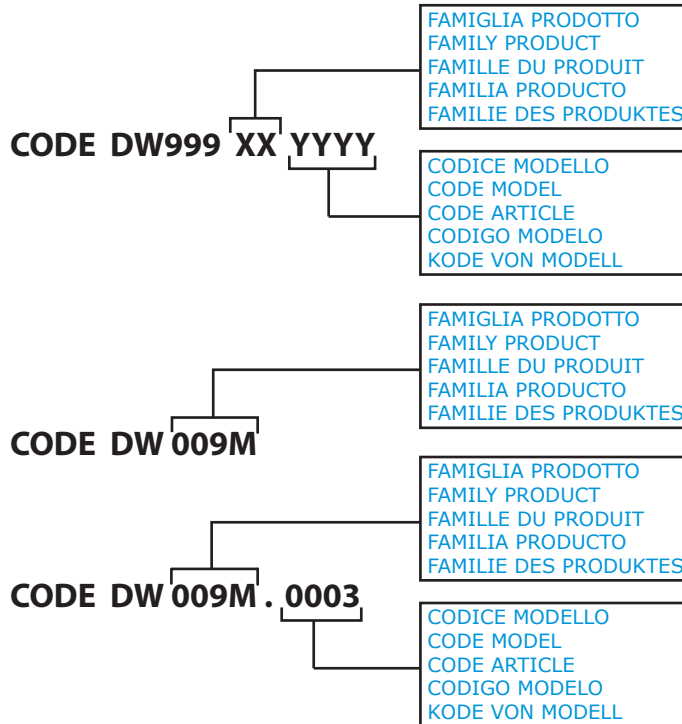 FAMIGLIA PRODOTTO
FAMILY PRODUCT
FAMILLE DU PRODUIT
FAMILIA PRODUCTO
FAMILIE DES PRODUKTES
CODE DW999 XX YYYY
CODICE MODELLO
CODE MODEL
CODE ARTICLE
CODIGO MODELO
KODE VON MODELL
FAMIGLIA PRODOTTO
FAMILY PRODUCT
FAMILLE DU PRODUIT
FAMILIA PRODUCTO
FAMILIE DES PRODUKTES
CODE DW 009M
FAMIGLIA PRODOTTO
FAMILY PRODUCT
FAMILLE DU PRODUIT
FAMILIA PRODUCTO
FAMILIE DES PRODUKTES
CODE DW 009M . 0003
CODICE MODELLO
CODE MODEL
CODE ARTICLE
CODIGO MODELO
KODE VON MODELL